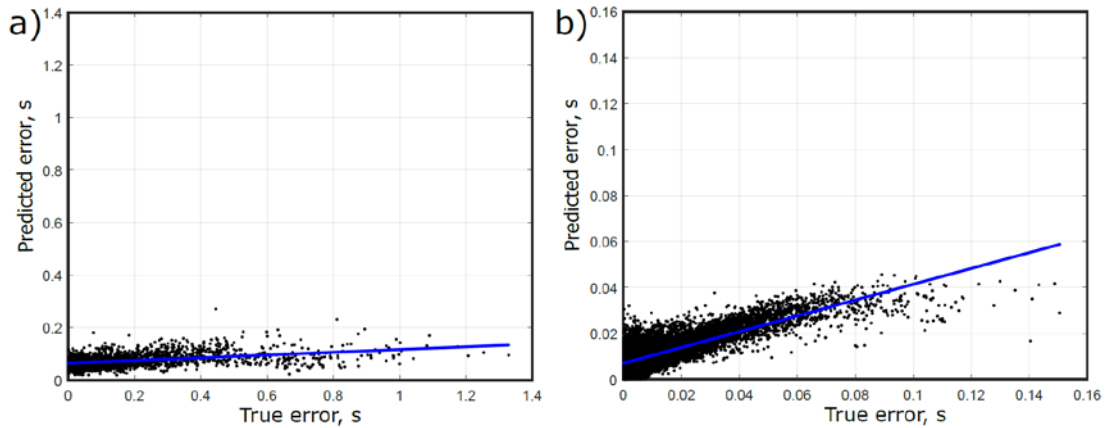 a)
1.4
1.2
1
0.8
0.6
0.4
0.2
0
Predicted error, s
0 0.2 0.4 0.6 0.8 1 1.2 1.4
True error, s
b)
0.16
0.14
0.12
0.1
0.08
0.06
0.04
0.02
0
Predicted error, s
0 0.02 0.04 0.06 0.08 0.1 0.12 0.14 0.16
True error, s